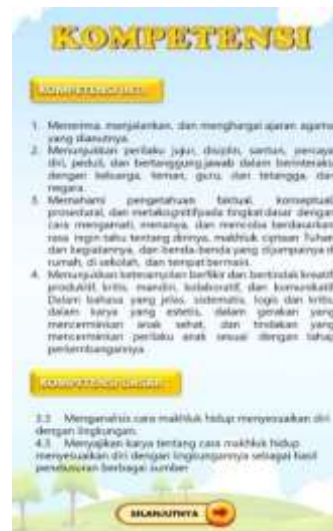 KOMPETENSI
KOMPETENSI INTI
1. Menerima, menjalankan, dan menghargai ajaran agama
yang dianutnya.
2. Menunjukkan perilaku jujur, disiplin, santun, percaya
diri, peduli, dan bertanggung jawab dalam berinteraksi
dengan keluarga, teman, guru, dan tetangga, dan
negara.
3. Memahami pengetahuan faktual, konseptual,
prosedural, dan metakognitif pada tingkat dasar dengan
cara mengamati, menanya, dan mencoba berdasarkan
rasa ingin tahu tentang dirinya, makhluk ciptaan Tuhan
dan kegiatannya, dan benda-benda yang dijumpainya di
rumah, di sekolah, dan tempat bermain.
4. Menunjukkan keterampilan berfikir dan bertindak kreatif,
produktif, kritis, mandiri, kolaboratif, dan komunikatif.
Dalam bahasa yang jelas, sistematis, logis dan kritis,
dalam karya yang estetis, dalam gerakan yang
mencerminkan anak sehat, dan tindakan yang
mencerminkan perilaku anak sesuai dengan tahap
perkembangannya.
KOMPETENSI DASAR
3.3 Menganalisis cara makhluk hidup menyesuaikan diri
dengan lingkungan.
4.3 Menyajikan karya tentang cara makhluk hidup
menyesuaikan diri dengan lingkungannya sebagai hasil
penelusuran berbagai sumber
SELANJUTNYA